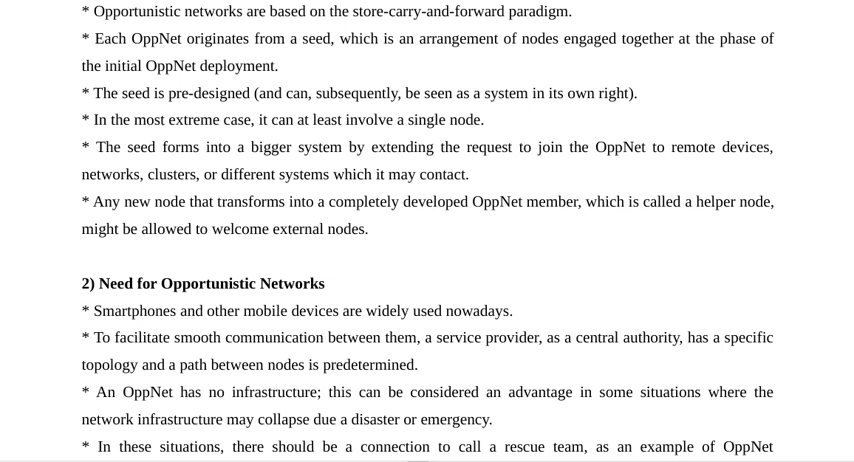 * Opportunistic networks are based on the store-carry-and-forward paradigm.
* Each OppNet originates from a seed, which is an arrangement of nodes engaged together at the phase of
the initial OppNet deployment.
* The seed is pre-designed (and can, subsequently, be seen as a system in its own right).
* In the most extreme case, it can at least involve a single node.
* The seed forms into a bigger system by extending the request to join the OppNet to remote devices,
networks, clusters, or different systems which it may contact.
* Any new node that transforms into a completely developed OppNet member, which is called a helper node,
might be allowed to welcome external nodes.
2) Need for Opportunistic Networks
* Smartphones and other mobile devices are widely used nowadays.
* To facilitate smooth communication between them, a service provider, as a central authority, has a specific
topology and a path between nodes is predetermined.
* An OppNet has no infrastructure; this can be considered an advantage in some situations where the
network infrastructure may collapse due a disaster or emergency.
* In these situations, there should be a connection to call a rescue team, as an example of OppNet